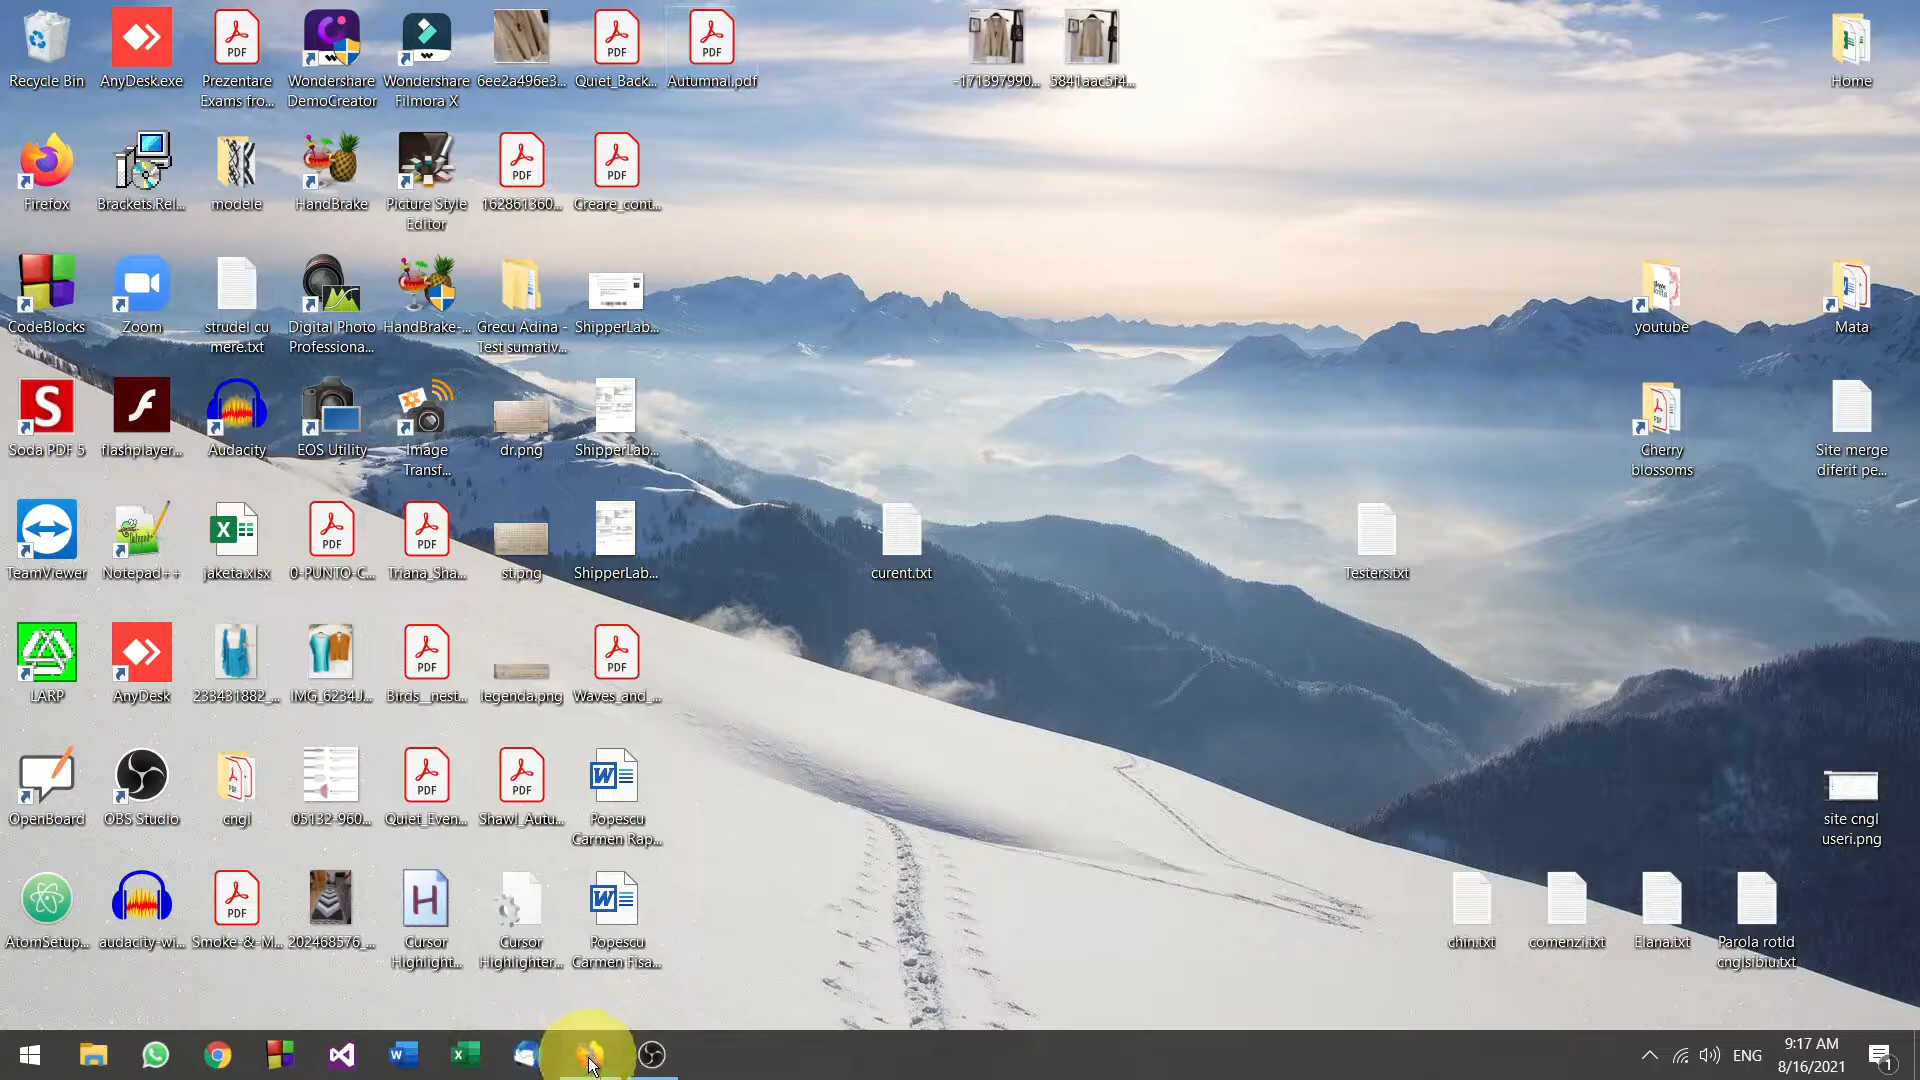 Recycle Bin
AnyDesk.exe
Prezentare
Exams fro...
Wondershare
DemoCreator
Wondershare
Filmora X
6ee2a496e3...
Quiet_Back...
Autumnal.pdf
-171397990...
5841aac5f4...
Home
Firefox
Brackets.Rel...
modele
HandBrake
Picture Style
Editor
162861360...
Creare_cont...
CodeBlocks
Zoom
strudel cu
mere.txt
Digital Photo
Professiona...
HandBrake-...
Grecu Adina -
Test sumativ...
ShipperLab...
youtube
Mata
Soda PDF 5
flashplayer...
Audacity
EOS Utility
Image
Transf...
dr.png
ShipperLab...
Cherry
blossoms
Site merge
diferit pe...
TeamViewer
Notepad++
jaketa.xlsx
0-PUNTO-C...
Triana_Sha...
st.png
ShipperLab...
curent.txt
Testers.txt
LARP
AnyDesk
233431882_...
IMG_6234.J...
Birds__nest...
legenda.png
Waves_and_...
OpenBoard
OBS Studio
cngl
05132-960...
Quiet_Even...
Shawl_Autu...
Popescu
Carmen Rap...
site cngl
useri.png
AtomSetup...
audacity-wi...
Smoke-&-M...
202468576_...
Cursor
Highlight...
Cursor
Highlighter...
Popescu
Carmen Fisa...
chin.txt
comenzi.txt
Elana.txt
Parola rotld
cnglsibiu.txt
ENG
9:17 AM
8/16/2021
1